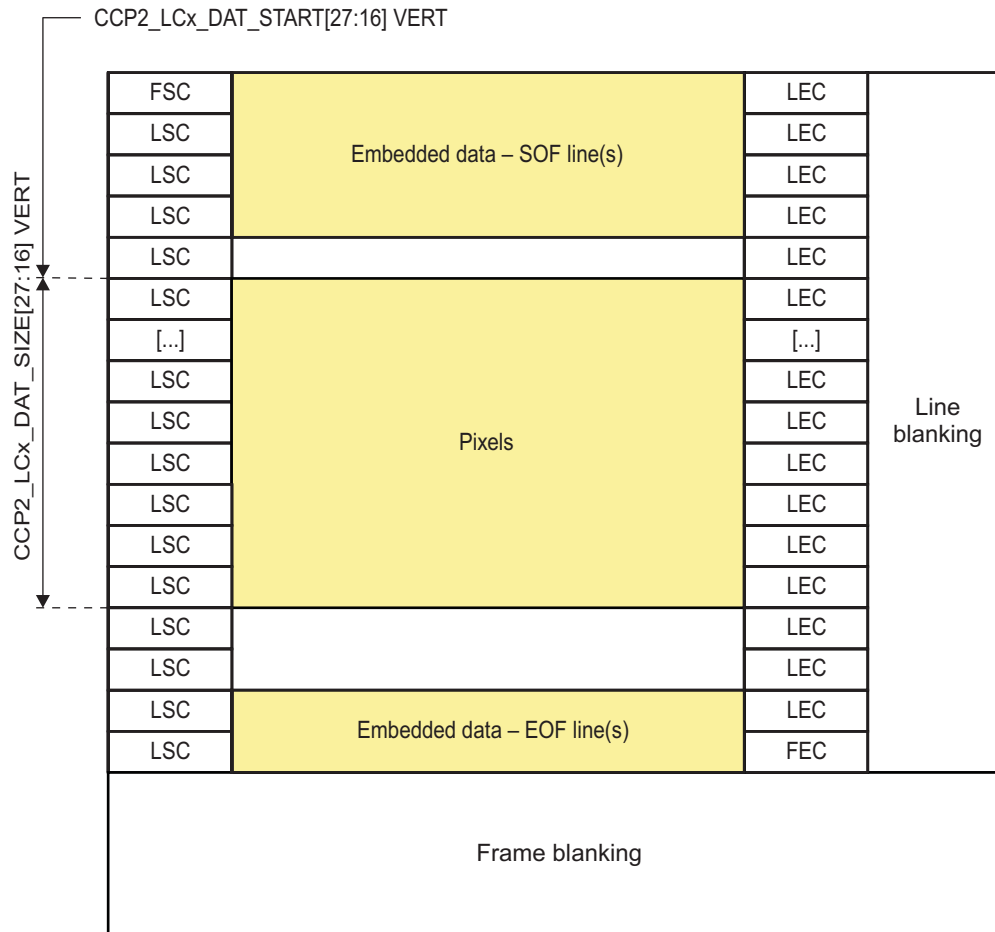 CCP2_LCx_DAT_START[27:16] VERT
CCP2_LCx_DAT_SIZE[27:16] VERT
FSC
LEC
LSC
LEC
Embedded data – SOF line(s)
LSC
LEC
LSC
LEC
LSC
LEC
LSC
LEC
[...]
[...]
LSC
LEC
LSC
LEC
Line
blanking
Pixels
LSC
LEC
LSC
LEC
LSC
LEC
LSC
LEC
LSC
LEC
LSC
LEC
LSC
LEC
Embedded data – EOF line(s)
LSC
FEC
Frame blanking